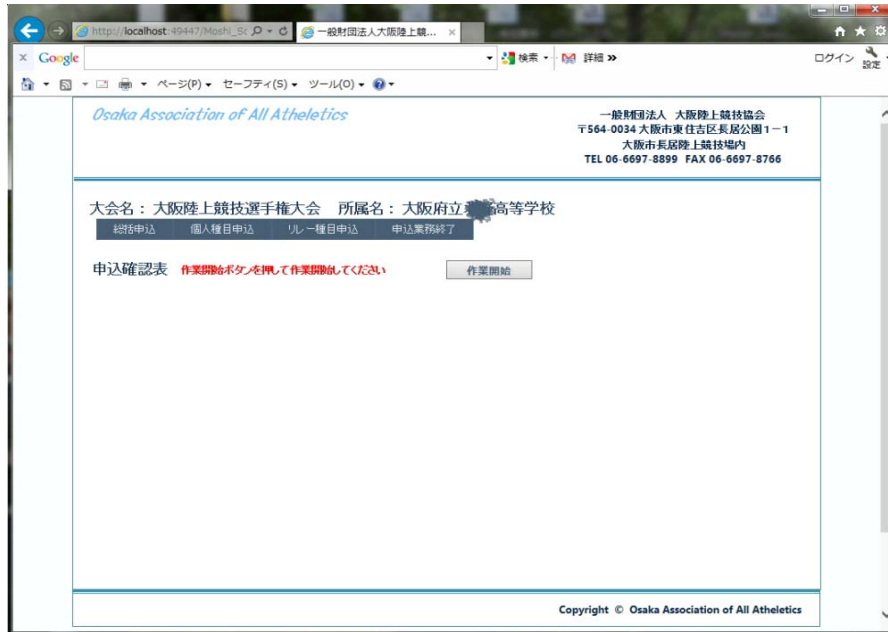 http://localhost:49447/Moshi_Sc
一般財団法人大阪陸上競...
Google
検索
詳細 »
ログイン
設定
ページ(P)
セーフティ(S)
ツール(O)
Osaka Association of All Atheletics
一般財団法人 大阪陸上競技協会
〒564-0034 大阪市東住吉区長居公園1-1
大阪市長居陸上競技場内
TEL 06-6697-8899 FAX 06-6697-8766
大会名: 大阪陸上競技選手権大会 所属名: 大阪府立 高等学校
総括申込 個人種目申込 リレー種目申込 申込業務終了
申込確認表 作業開始ボタンを押して作業開始してください 作業開始
Copyright © Osaka Association of All Atheletics